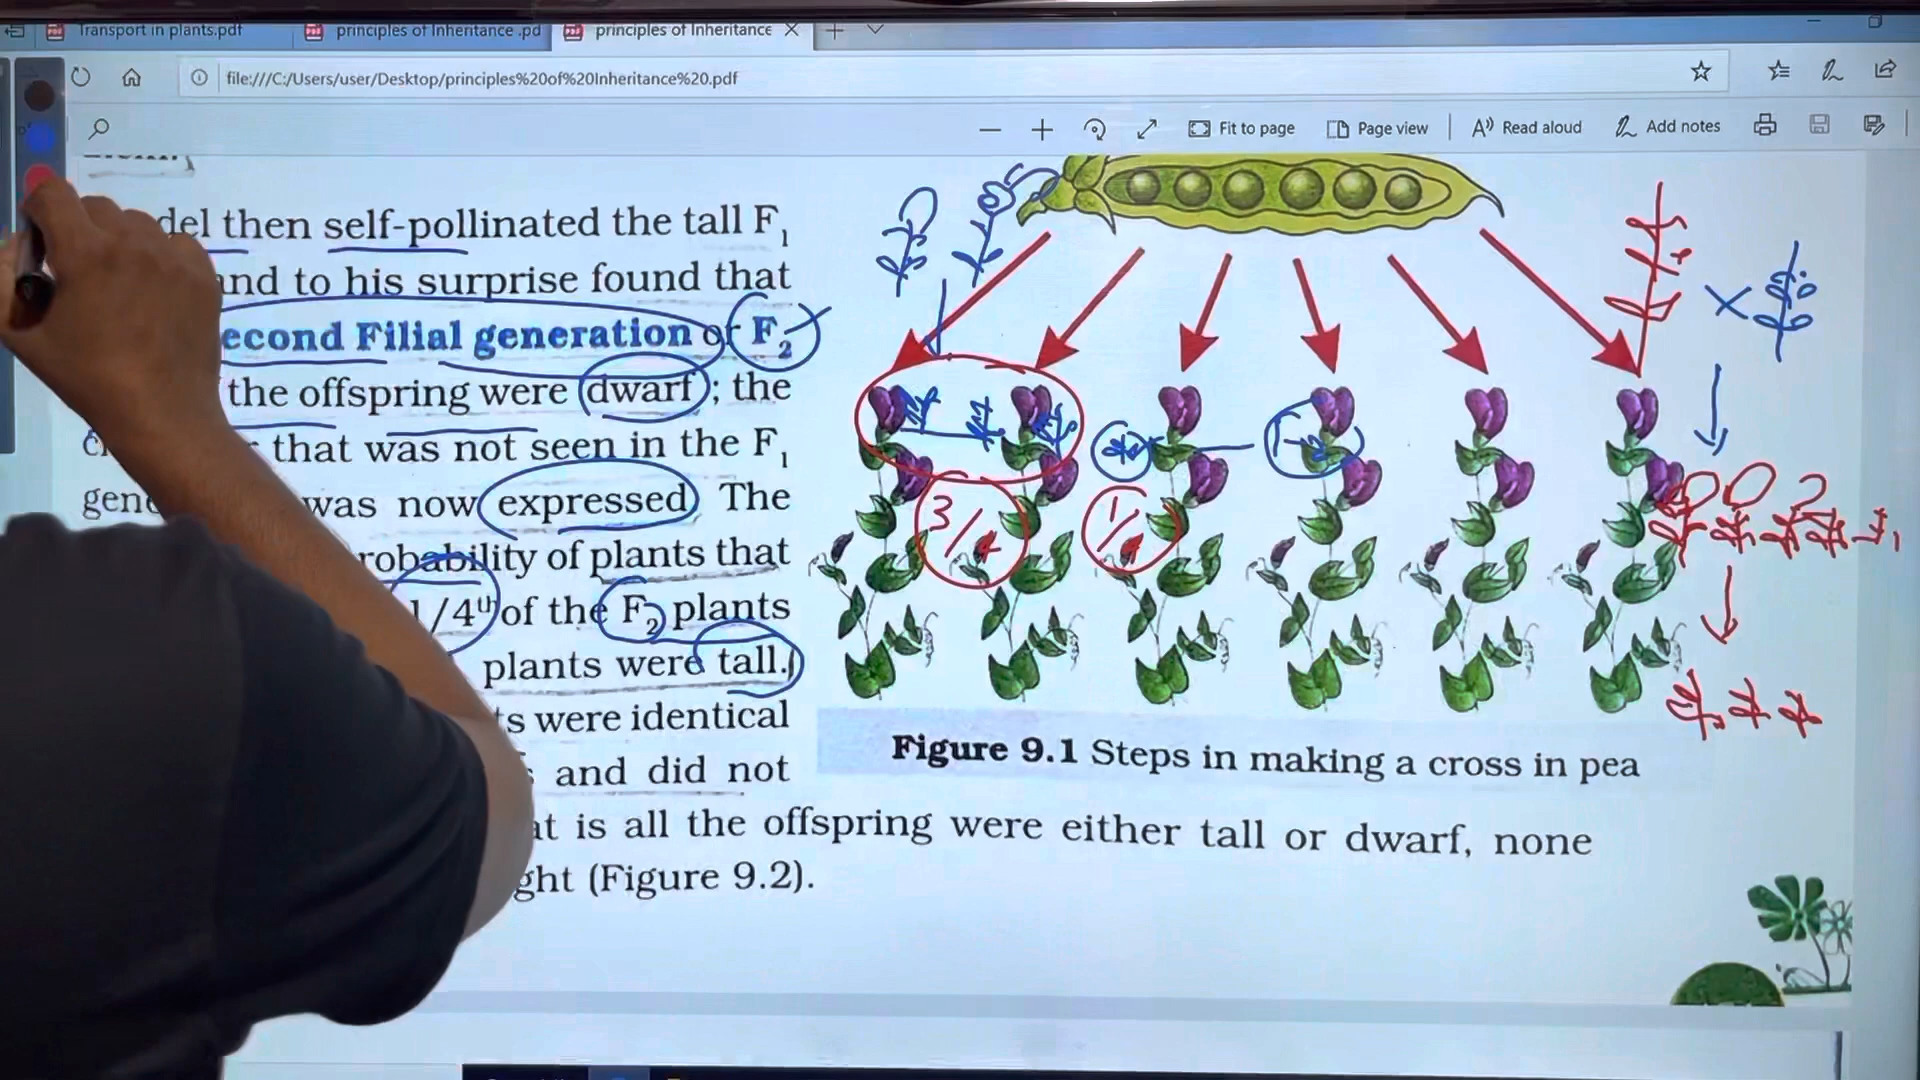 Transport in plants.pdf
principles of Inheritance .pd
principles of Inheritance
file:///C:/Users/user/Desktop/principles%20of%20Inheritance%20.pdf
Fit to page
Page view
Read aloud
Add notes
del then self-pollinated the tall F1
and to his surprise found that
econd Filial generation or F2
the offspring were dwarf; the
that was not seen in the F1
gene was now expressed. The
robability of plants that
1/4th of the F2 plants
plants were tall.
s were identical
and did not
at is all the offspring were either tall or dwarf, none
ght (Figure 9.2).
3/4
1/4
F2
Figure 9.1 Steps in making a cross in pea